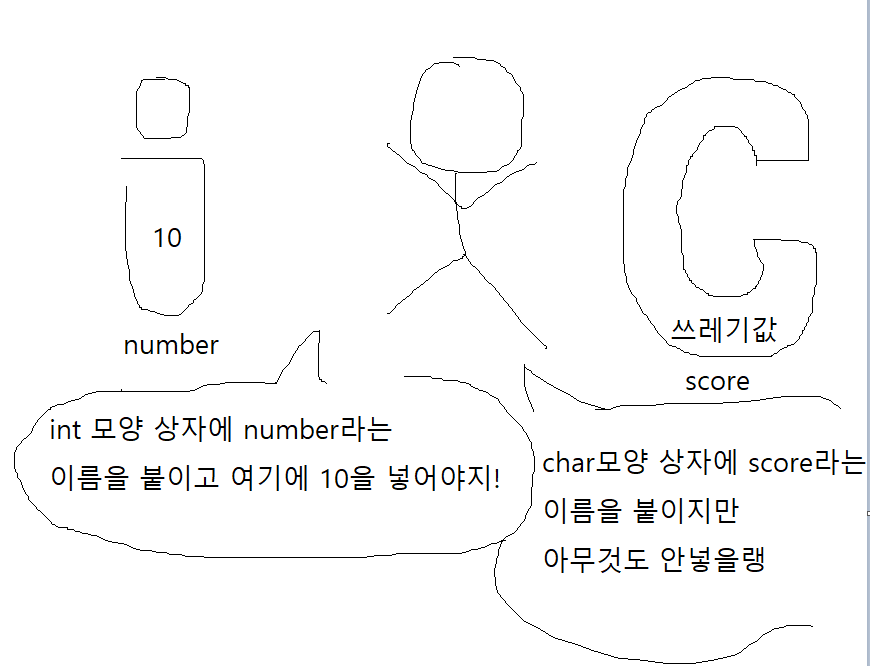 10
number
쓰레기값
score
int 모양 상자에 number라는
이름을 붙이고 여기에 10을 넣어야지!
char모양 상자에 score라는
이름을 붙이지만
아무것도 안넣을랭